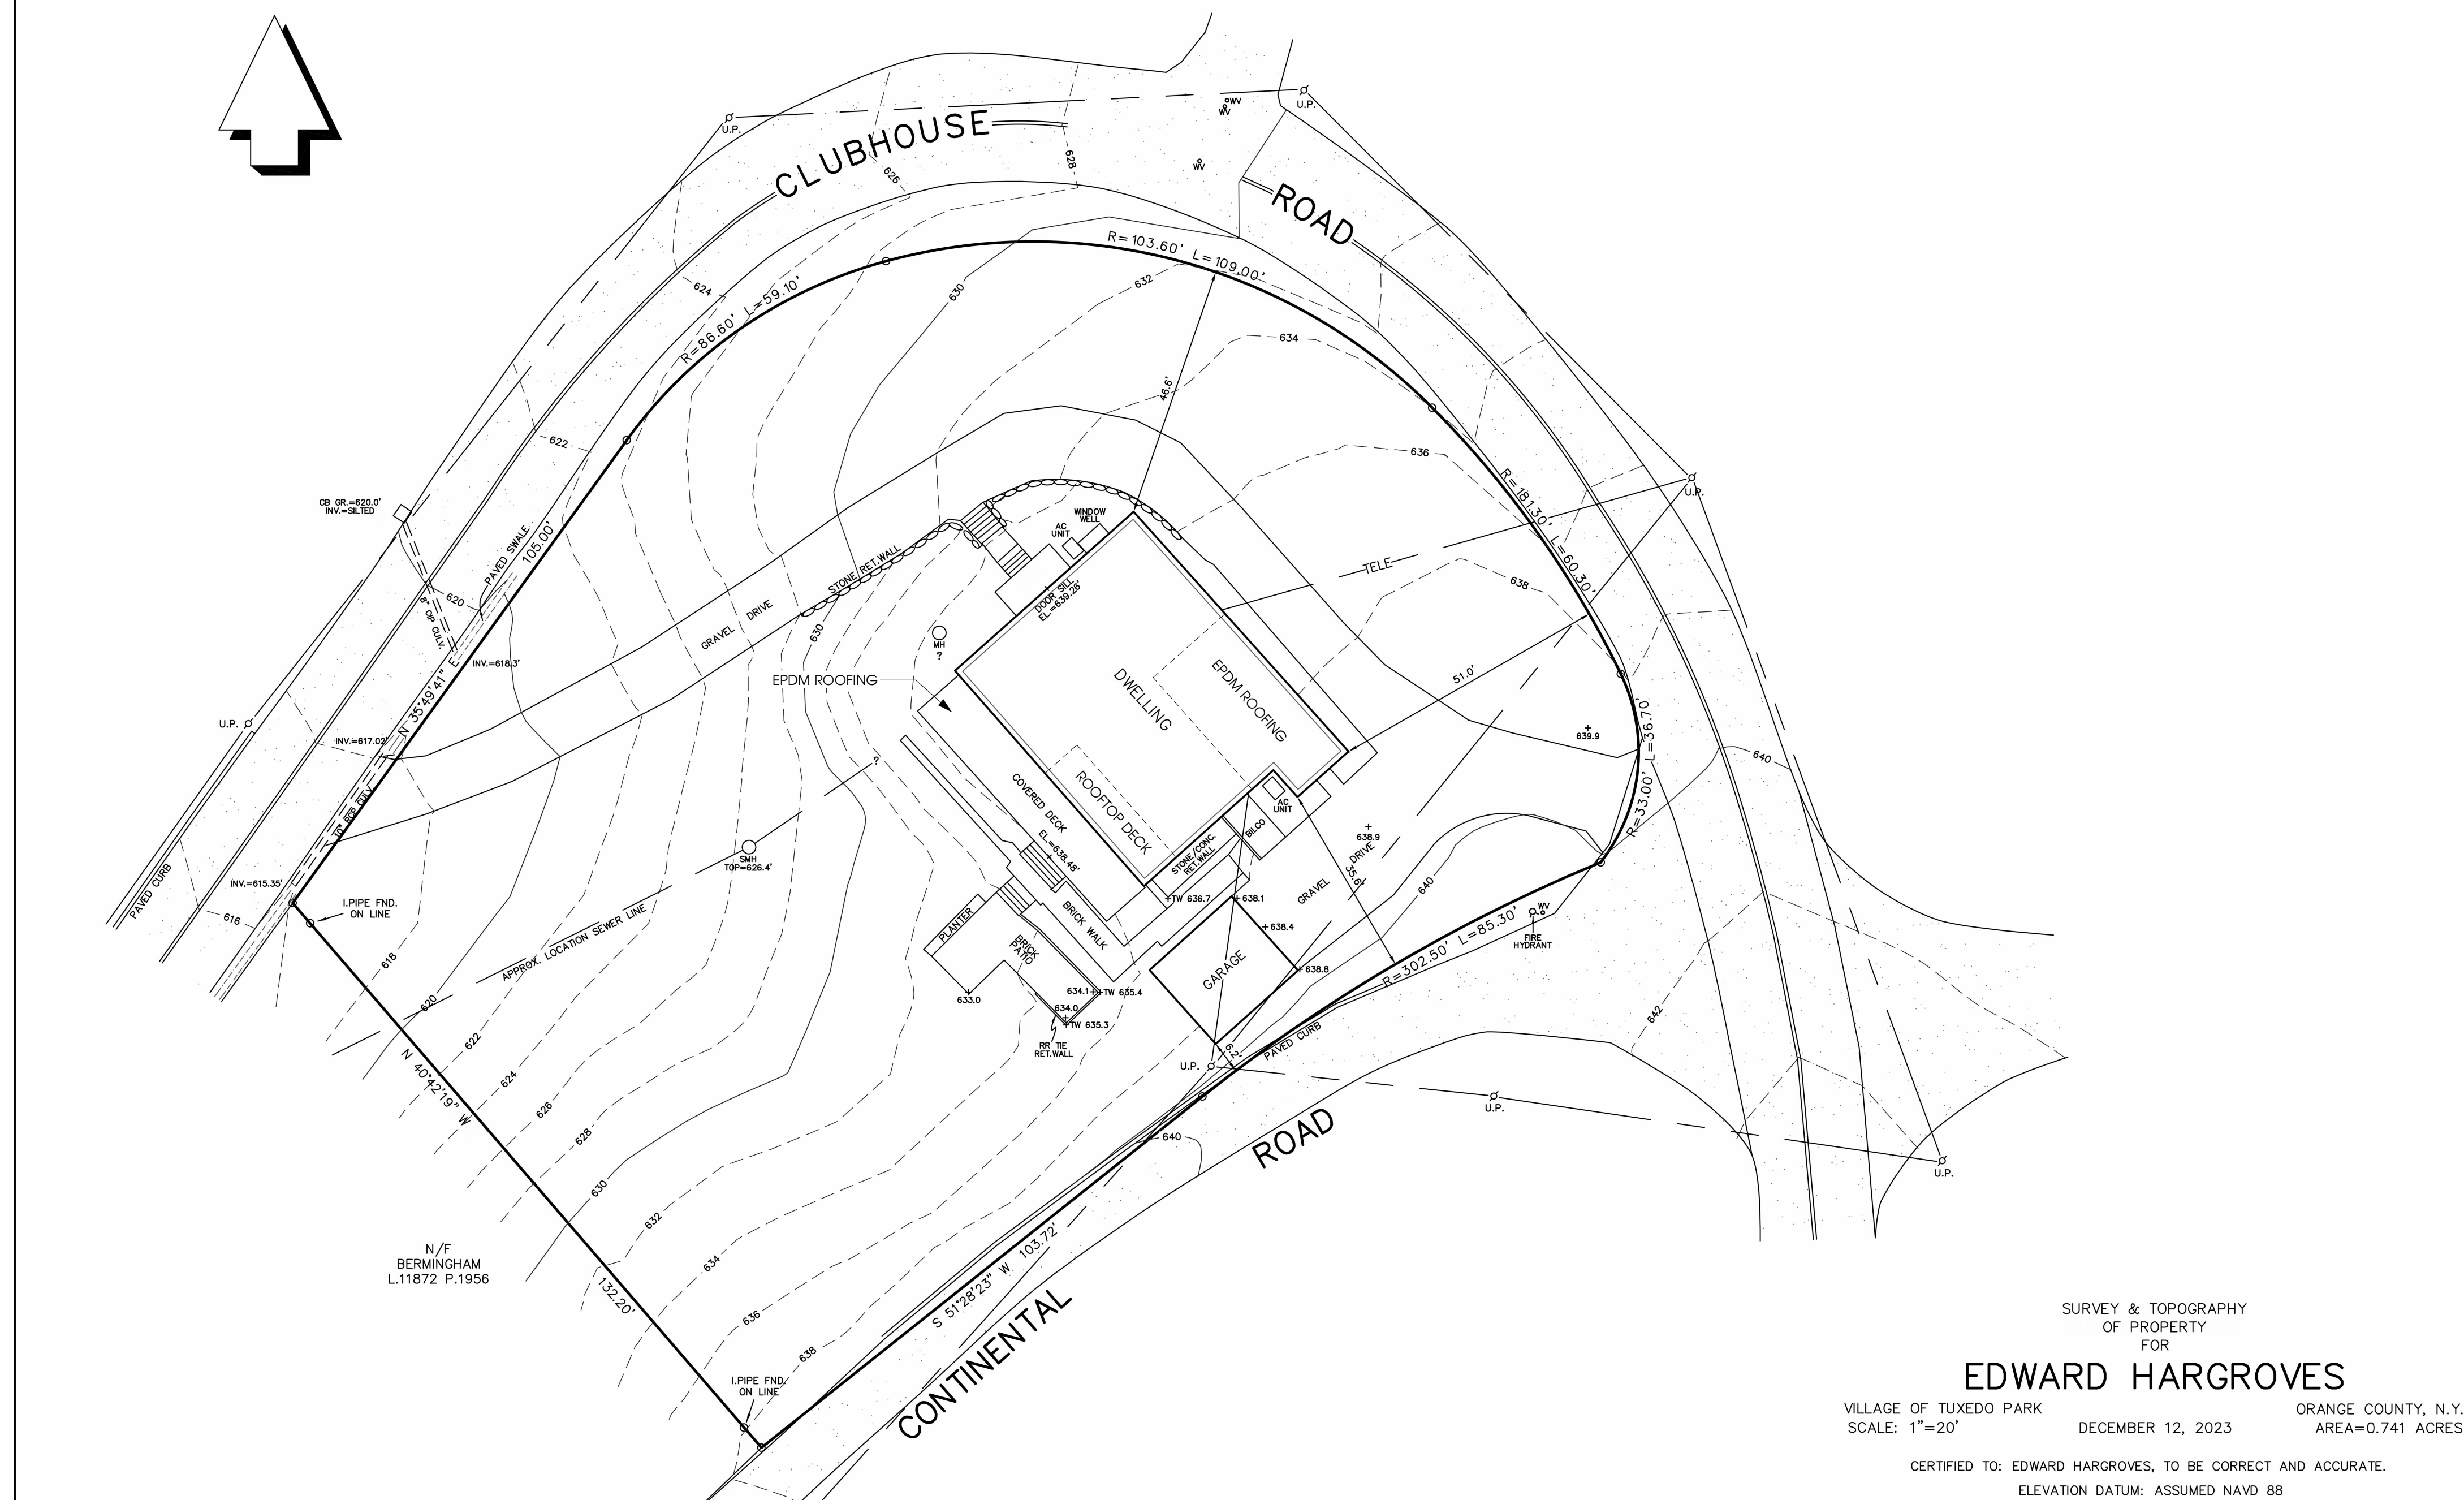 U.P.
U.P.
WV
WV
WV
CLUBHOUSE
ROAD
626
628
624
R=86.60' L=59.10'
R=103.60' L=109.00'
630
632
634
46.6'
636
622
U.P.
R=181.30' L=60.30'
CB GR.=620.0'
INV.=SILTED
PAVED SWALE
105.00'
N 35°49'41" E
620
8" CIP CULV.
INV.=618.3'
STONE RET.WALL
GRAVEL DRIVE
630
WINDOW
WELL
AC
UNIT
DOOR SILL
EL.=639.26'
TELE
638
MH
?
EPDM ROOFING
DWELLING
EPDM ROOFING
51.0'
639.9
R=33.00' L=36.70'
640
U.P.
INV.=617.02'
10" RCP CULV.
PAVED CURB
INV.=615.35'
616
I.PIPE FND.
ON LINE
?
SMH
TOP=626.4'
APPROX. LOCATION SEWER LINE
COVERED DECK
EL.=638.48'
ROOFTOP DECK
STONE/CONC.
RET.WALL
BILCO
AC
UNIT
638.9
DRIVE
GRAVEL
35.6'
640
TW 636.7
638.1
638.4
638.8
GARAGE
PLANTER
BRICK
PATIO
BRICK WALK
633.0
634.1
TW 635.4
634.0
TW 635.3
RR TIE
RET.WALL
WV
FIRE
HYDRANT
R=302.50' L=85.30'
642
6.2'
PAVED CURB
U.P.
U.P.
U.P.
640
618
620
622
624
626
628
630
632
634
636
638
N 40°42'19" W
132.20'
N/F
BERMINGHAM
L.11872 P.1956
I.PIPE FND.
ON LINE
S 51°28'23" W 103.72'
CONTINENTAL
ROAD
SURVEY & TOPOGRAPHY
OF PROPERTY
FOR
EDWARD HARGROVES
VILLAGE OF TUXEDO PARK ORANGE COUNTY, N.Y.
SCALE: 1"=20' DECEMBER 12, 2023 AREA=0.741 ACRES
CERTIFIED TO: EDWARD HARGROVES, TO BE CORRECT AND ACCURATE.
ELEVATION DATUM: ASSUMED NAVD 88